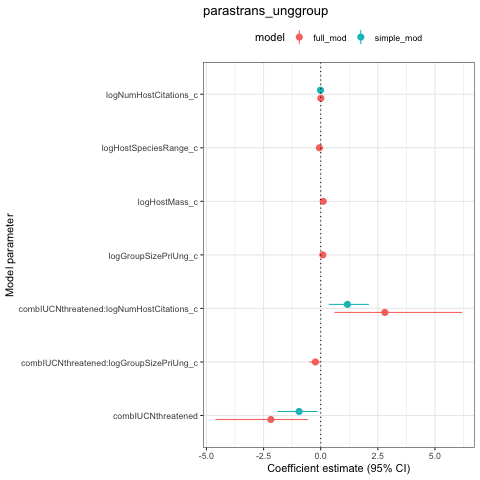 parastrans_unggroup
model full_mod simple_mod
Model parameter
logNumHostCitations_c
logHostSpeciesRange_c
logHostMass_c
logGroupSizePriUng_c
combIUCNthreatened:logNumHostCitations_c
combIUCNthreatened:logGroupSizePriUng_c
combIUCNthreatened
-5.0 -2.5 0.0 2.5 5.0
Coefficient estimate (95% CI)